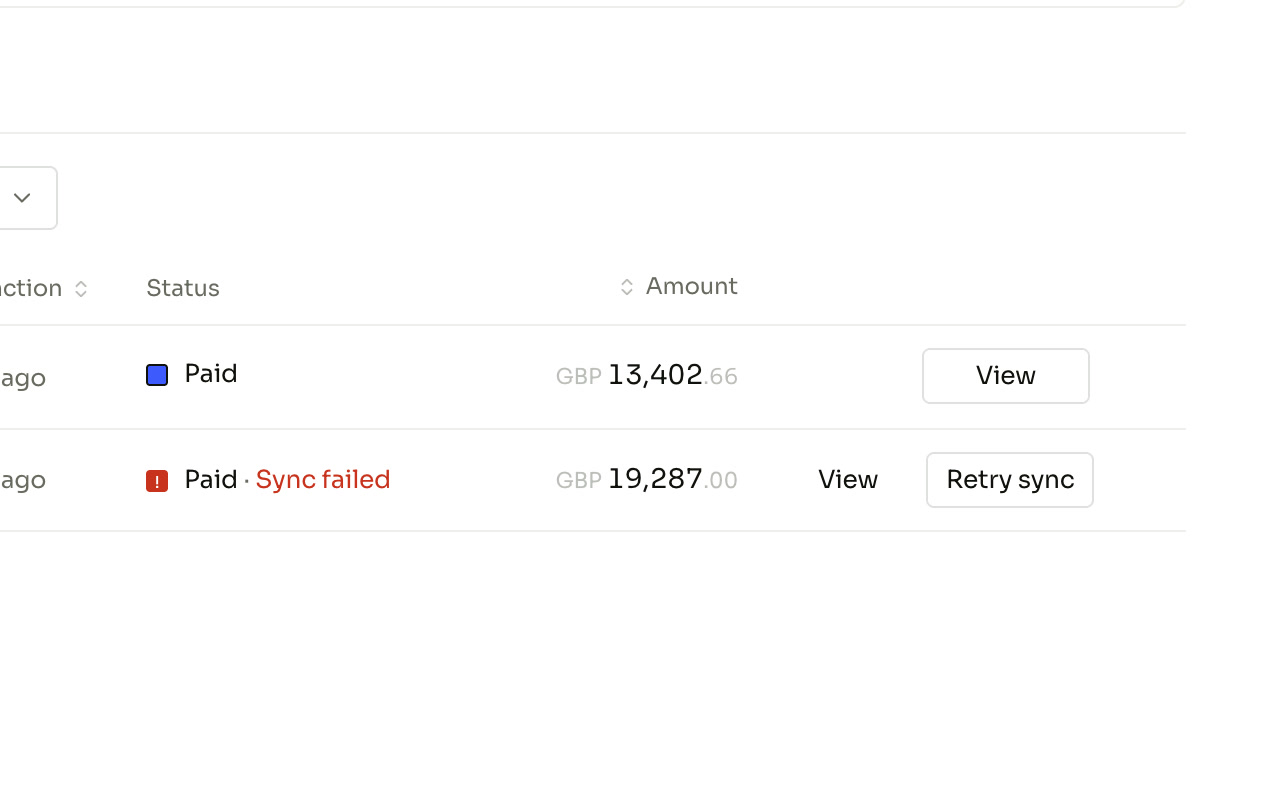 ction Status Amount
ago Paid GBP 13,402.66 View
ago ! Paid · Sync failed GBP 19,287.00 View Retry sync